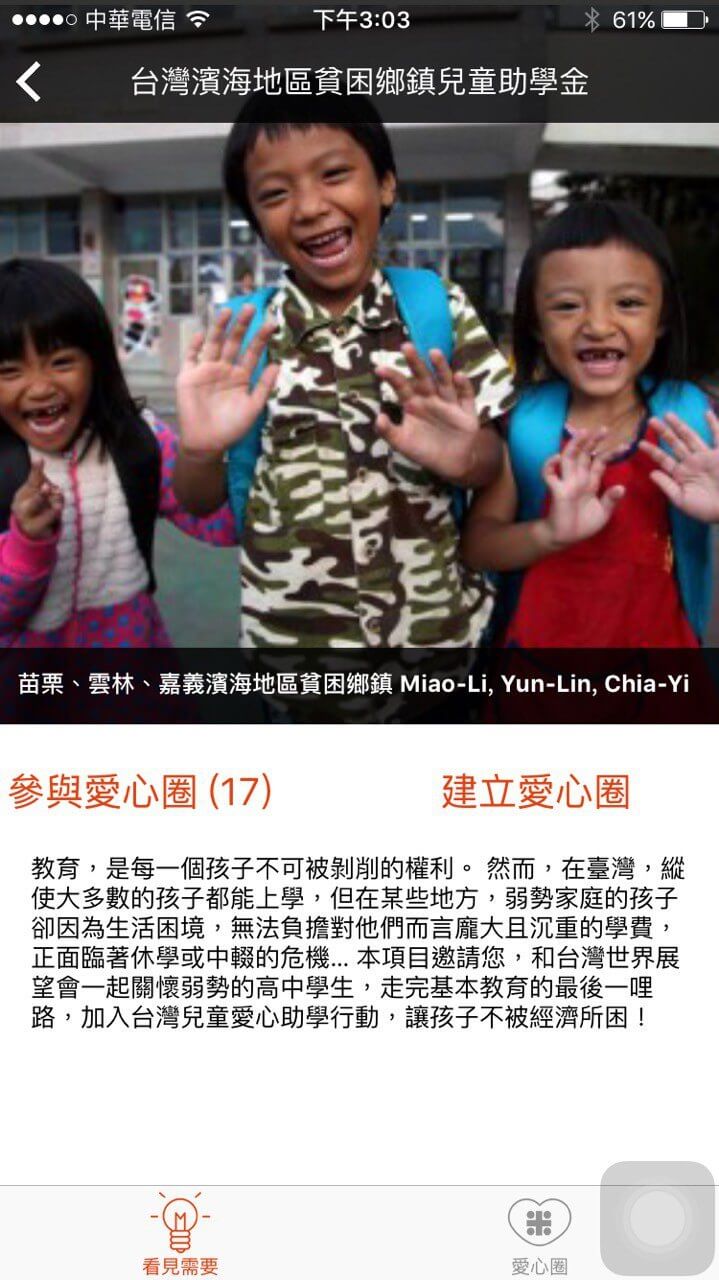 中華電信 下午3:03 61%
台灣濱海地區貧困鄉鎮兒童助學金
苗栗、雲林、嘉義濱海地區貧困鄉鎮 Miao-Li, Yun-Lin, Chia-Yi
參與愛心圈 (17) 建立愛心圈
教育，是每一個孩子不可被剝削的權利。 然而，在臺灣，縱
使大多數的孩子都能上學，但在某些地方，弱勢家庭的孩子
卻因為生活困境，無法負擔對他們而言龐大且沉重的學費，
正面臨著休學或中輟的危機... 本項目邀請您，和台灣世界展
望會一起關懷弱勢的高中學生，走完基本教育的最後一哩
路，加入台灣兒童愛心助學行動，讓孩子不被經濟所困！
看見需要 愛心圈